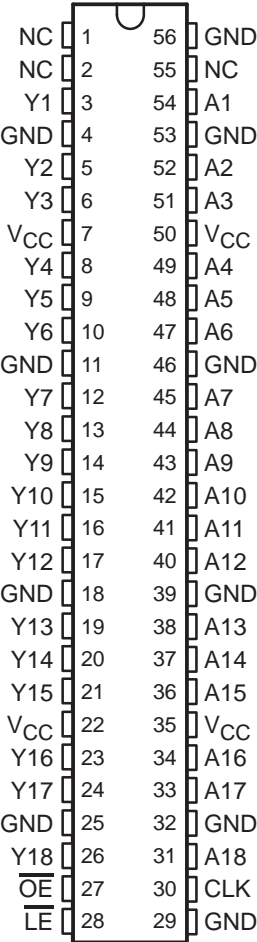 NC 1 56 GND
NC 2 55 NC
Y1 3 54 A1
GND 4 53 GND
Y2 5 52 A2
Y3 6 51 A3
VCC 7 50 VCC
Y4 8 49 A4
Y5 9 48 A5
Y6 10 47 A6
GND 11 46 GND
Y7 12 45 A7
Y8 13 44 A8
Y9 14 43 A9
Y10 15 42 A10
Y11 16 41 A11
Y12 17 40 A12
GND 18 39 GND
Y13 19 38 A13
Y14 20 37 A14
Y15 21 36 A15
VCC 22 35 VCC
Y16 23 34 A16
Y17 24 33 A17
GND 25 32 GND
Y18 26 31 A18
O̅E̅ 27 30 CLK
L̅E̅ 28 29 GND